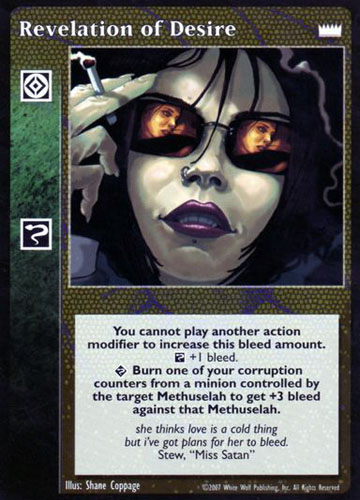 Revelation of Desire
You cannot play another action
modifier to increase this bleed amount.
+1 bleed.
Burn one of your corruption
counters from a minion controlled by
the target Methuselah to get +3 bleed
against that Methuselah.
she thinks love is a cold thing
but i've got plans for her to bleed.
Stew, “Miss Satan”
Illus: Shane Coppage
©2007 White Wolf Publishing, Inc. All Rights Reserved